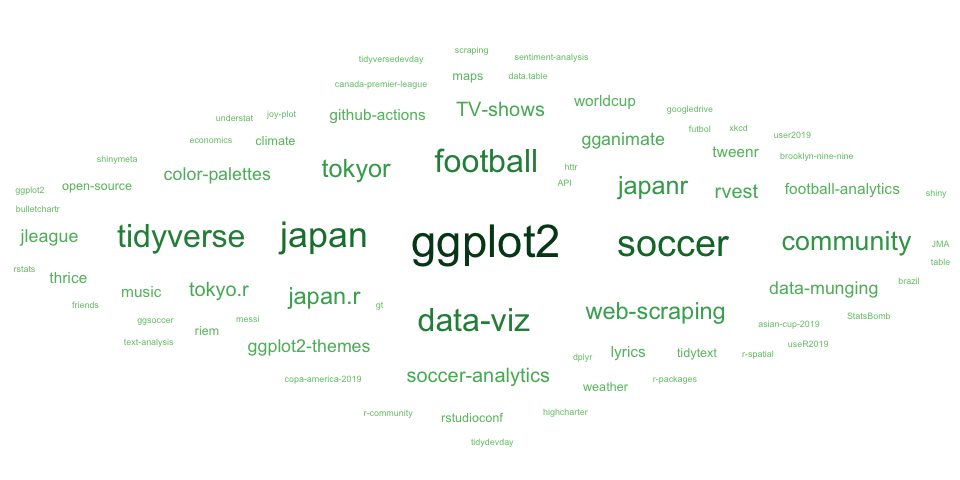 scraping
tidyversedevday
sentiment-analysis
maps
data.table
canada-premier-league
worldcup
TV-shows
googledrive
github-actions
joy-plot
understat
futbol
xkcd
user2019
gganimate
economics
climate
tweenr
brooklyn-nine-nine
shinymeta
football
tokyor
httr
color-palettes
API
open-source
japanr
rvest
football-analytics
ggplot2
shiny
bulletchartr
jleague
tidyverse
japan
ggplot2
soccer
community
JMA
table
rstats
thrice
brazil
music
tokyo.r
japan.r
data-munging
friends
gt
web-scraping
StatsBomb
ggsoccer
messi
data-viz
asian-cup-2019
riem
text-analysis
useR2019
ggplot2-themes
lyrics
tidytext
r-spatial
dplyr
copa-america-2019
soccer-analytics
r-packages
weather
r-community
rstudioconf
highcharter
tidydevday